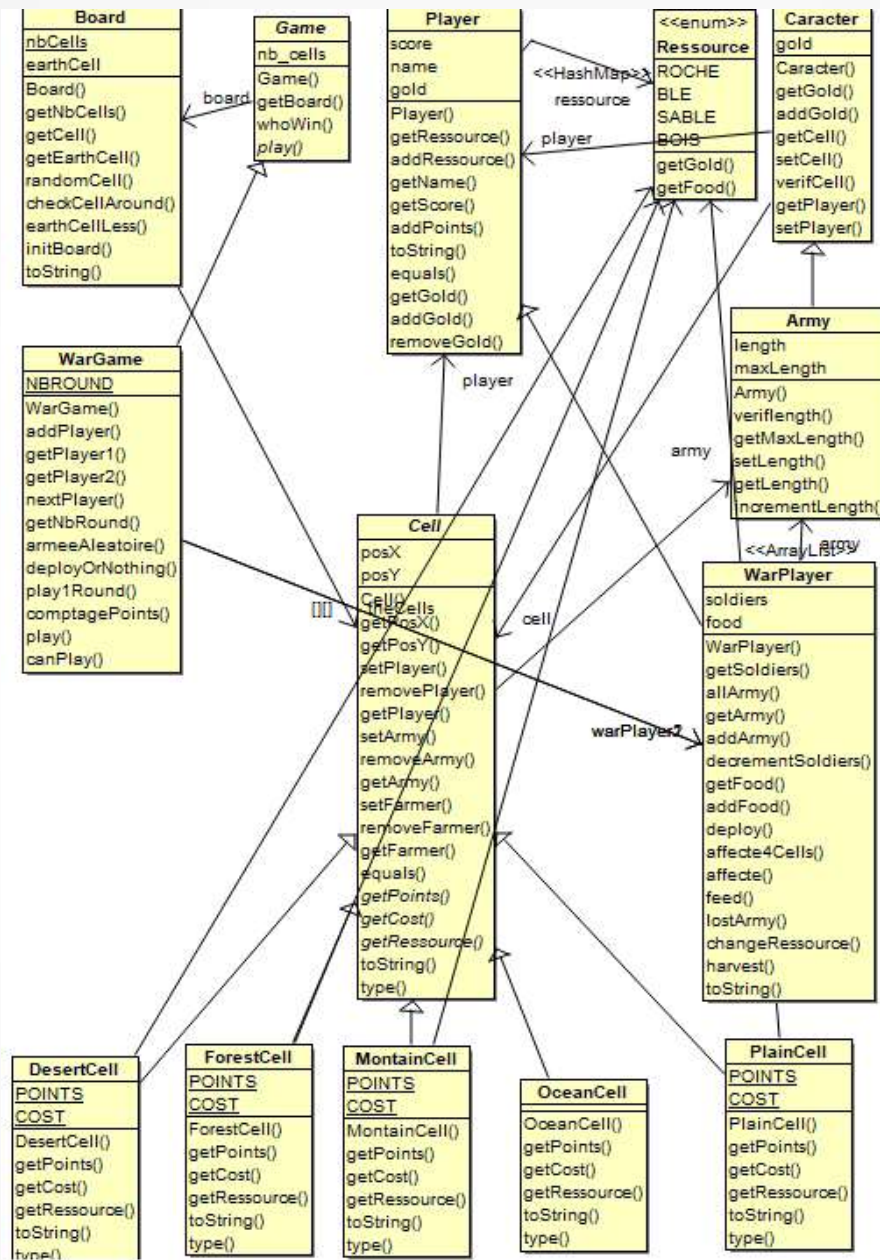 Board
nbCells
earthCell
Board()
getNbCells()
getCell()
getEarthCell()
randomCell()
checkCellAround()
earthCellLess()
initBoard()
toString()
board
Game
nb_cells
Game()
getBoard()
whoWin()
play()
Player
score
name
gold
Player()
getRessource()
addRessource()
getName()
getScore()
addPoints()
toString()
equals()
getGold()
addGold()
removeGold()
<<HashMap>>
ressource
player
<<enum>>
Ressource
ROCHE
BLE
SABLE
BOIS
getGold()
getFood()
Caracter
gold
Caracter()
getGold()
addGold()
getCell()
setCell()
verifCell()
getPlayer()
setPlayer()
WarGame
NBROUND
WarGame()
addPlayer()
getPlayer1()
getPlayer2()
nextPlayer()
getNbRound()
armeeAleatoire()
deployOrNothing()
play1Round()
comptagePoints()
play()
canPlay()
player
Army
length
maxLength
Army()
veriflength()
getMaxLength()
setLength()
getLength()
incrementLength()
army
<<ArrayList>>
army
[][]
theCells
cell
warPlayer2
Cell
posX
posY
Cell()
getPosX()
getPosY()
setPlayer()
removePlayer()
getPlayer()
setArmy()
removeArmy()
getArmy()
setFarmer()
removeFarmer()
getFarmer()
equals()
getPoints()
getCost()
getRessource()
toString()
type()
WarPlayer
soldiers
food
WarPlayer()
getSoldiers()
allArmy()
getArmy()
addArmy()
decrementSoldiers()
getFood()
addFood()
deploy()
affecte4Cells()
affecte()
feed()
lostArmy()
changeRessource()
harvest()
toString()
DesertCell
POINTS
COST
DesertCell()
getPoints()
getCost()
getRessource()
toString()
type()
ForestCell
POINTS
COST
ForestCell()
getPoints()
getCost()
getRessource()
toString()
type()
MontainCell
POINTS
COST
MontainCell()
getPoints()
getCost()
getRessource()
toString()
type()
OceanCell
OceanCell()
getPoints()
getCost()
getRessource()
toString()
type()
PlainCell
POINTS
COST
PlainCell()
getPoints()
getCost()
getRessource()
toString()
type()